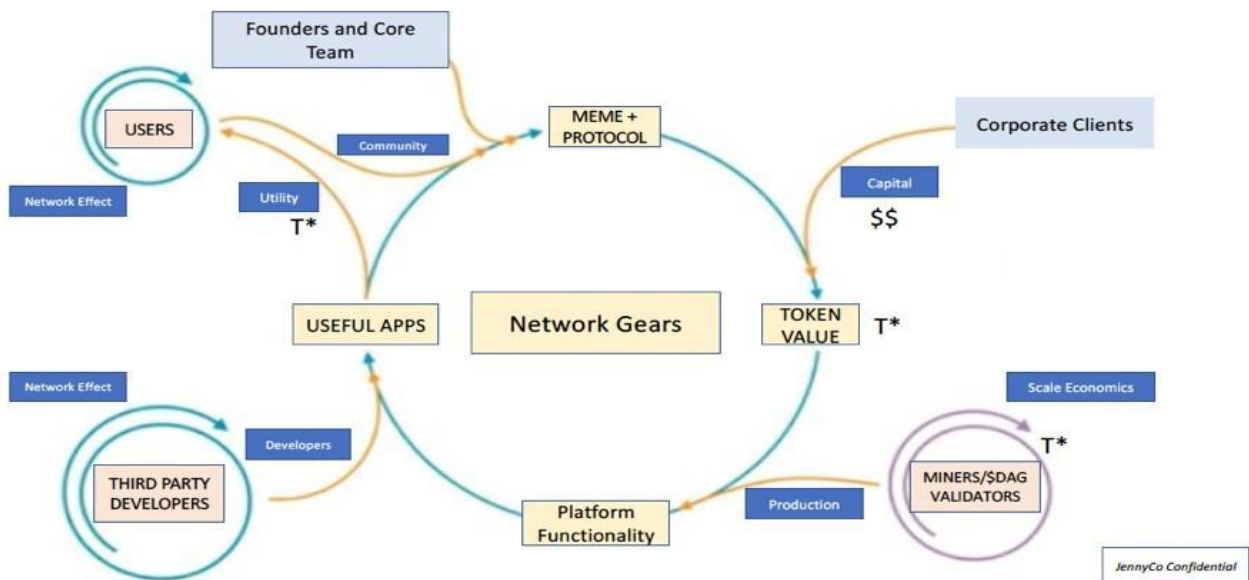 Founders and Core
Team
USERS
Community
MEME +
PROTOCOL
Corporate Clients
Network Effect
Utility
T*
Capital
$$
USEFUL APPS
Network Gears
TOKEN
VALUE
T*
Network Effect
Scale Economics
Developers
T*
THIRD PARTY
DEVELOPERS
MINERS/$DAG
VALIDATORS
Production
Platform
Functionality
JennyCo Confidential